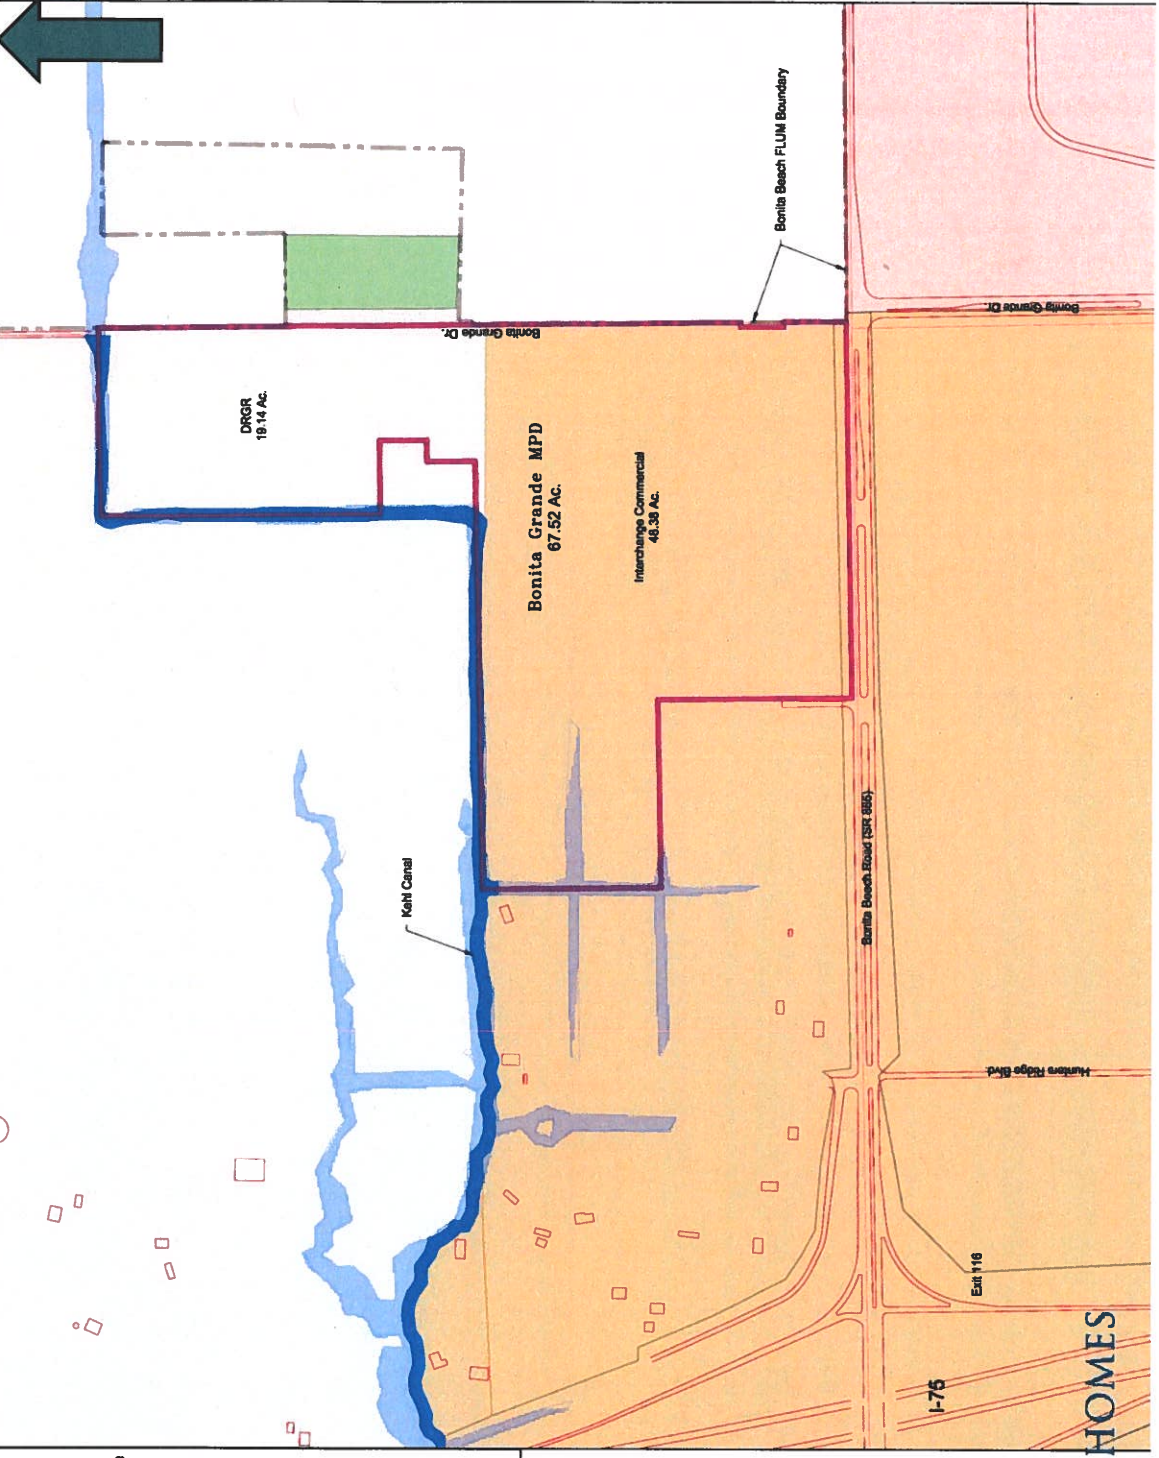 Bonita Beach FLUM Boundary
Bonita Grande Dr.
Bonita Grande Dr.
DRGR
19.14 Ac.
Bonita Grande MPD
67.52 Ac.
Interchange Commercial
48.38 Ac.
Kehl Canal
Bonita Beach Road (SR 865)
Hunters Ridge Blvd.
Exit 116
I-75
HOMES